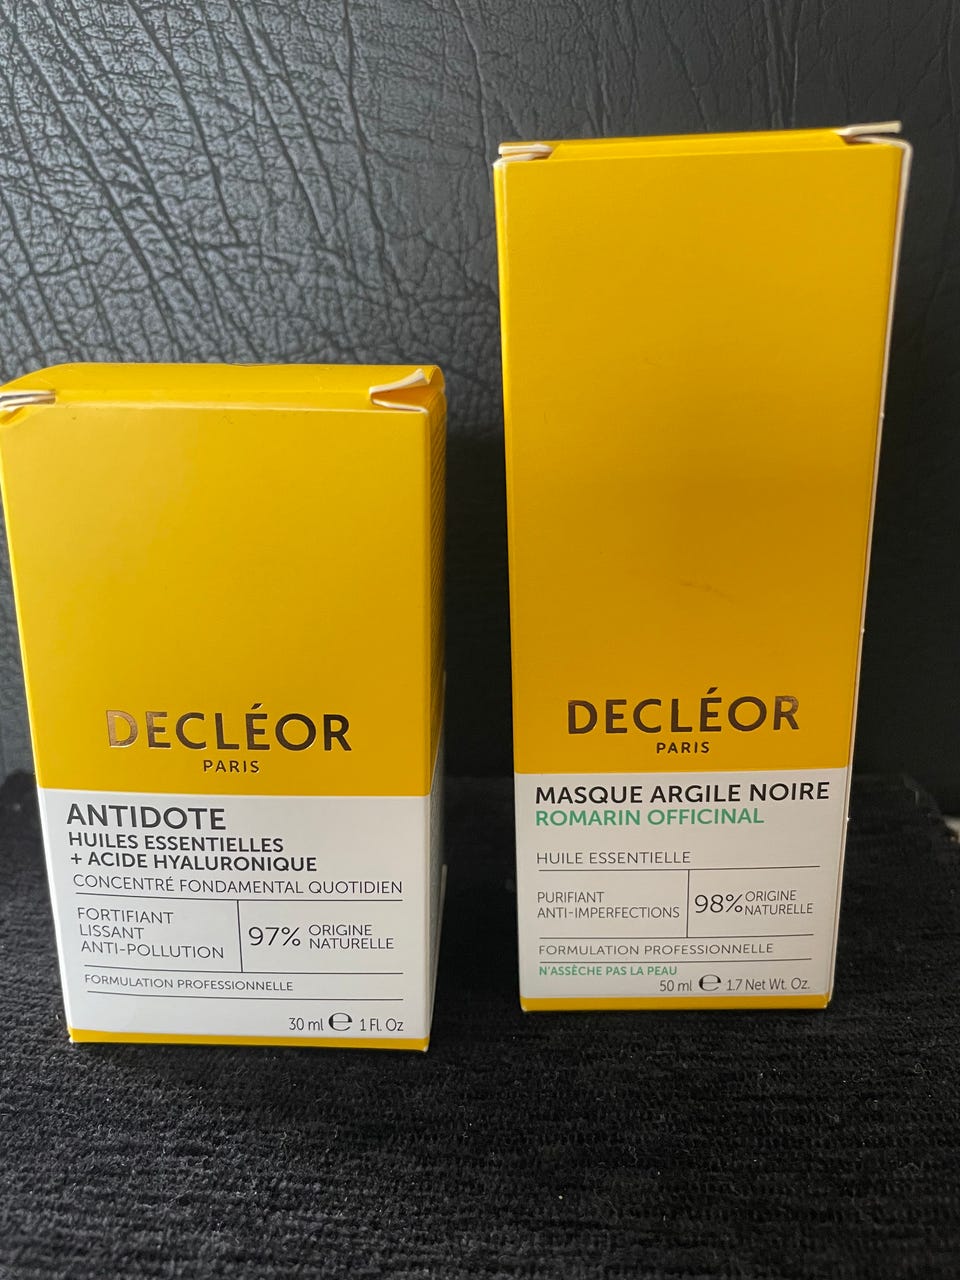 DECLÉOR
PARIS
ANTIDOTE
HUILES ESSENTIELLES
+ ACIDE HYALURONIQUE
CONCENTRÉ FONDAMENTAL QUOTIDIEN
FORTIFIANT
LISSANT
ANTI-POLLUTION
97% ORIGINE
NATURELLE
FORMULATION PROFESSIONNELLE
30 ml ℮ 1 Fl. Oz
DECLÉOR
PARIS
MASQUE ARGILE NOIRE
ROMARIN OFFICINAL
HUILE ESSENTIELLE
PURIFIANT
ANTI-IMPERFECTIONS
98% ORIGINE
NATURELLE
FORMULATION PROFESSIONNELLE
N'ASSÈCHE PAS LA PEAU
50 ml ℮ 1.7 Net Wt. Oz.